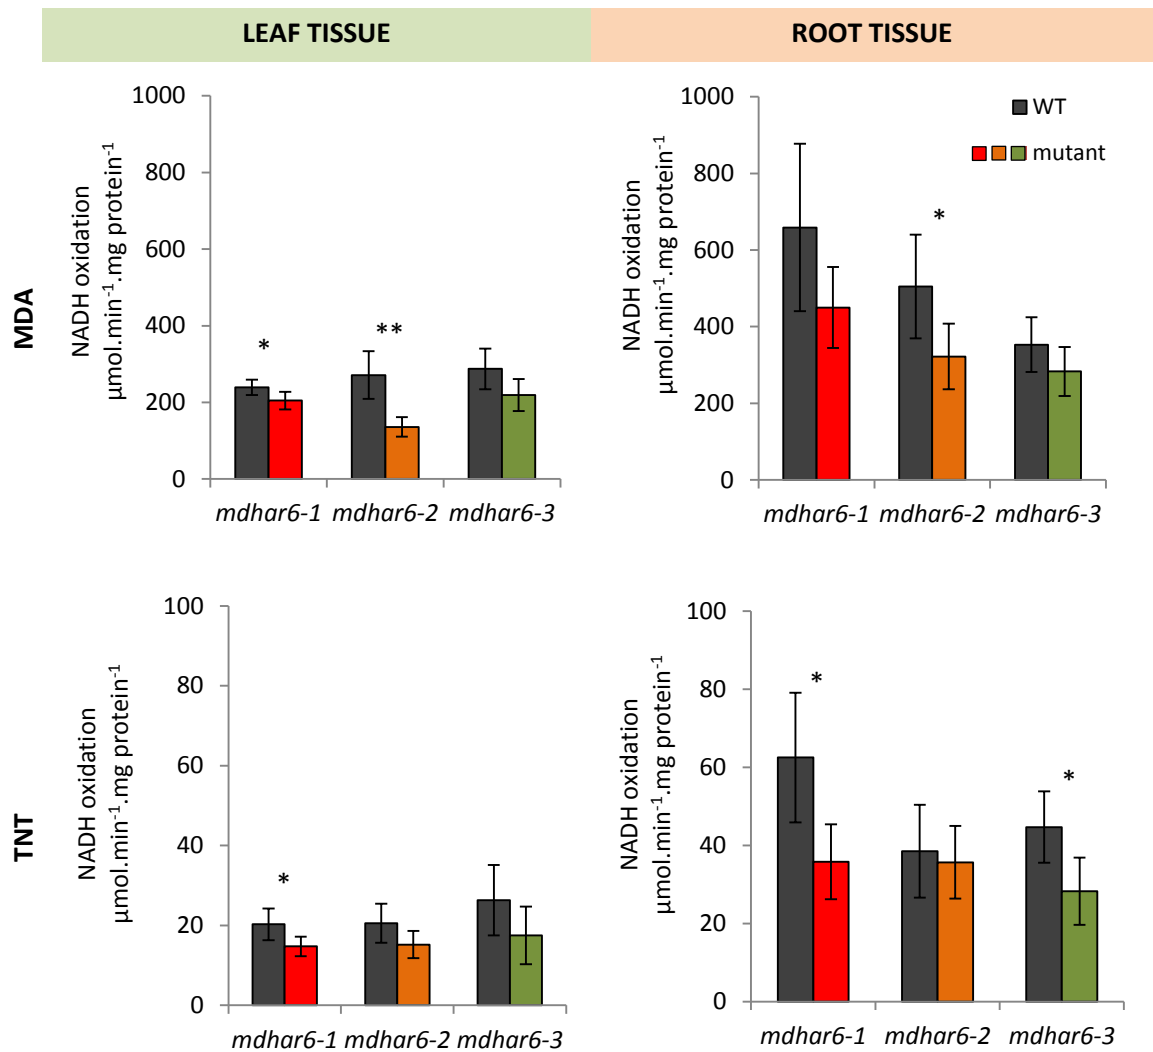 LEAF TISSUE
ROOT TISSUE
MDA
NADH oxidation
µmol.min⁻¹.mg protein⁻¹
1000
800
600
400
200
0
*
**
mdhar6-1 mdhar6-2 mdhar6-3
NADH oxidation
µmol.min⁻¹.mg protein⁻¹
1000
800
600
400
200
0
WT
mutant
*
mdhar6-1 mdhar6-2 mdhar6-3
TNT
NADH oxidation
µmol.min⁻¹.mg protein⁻¹
100
80
60
40
20
0
*
mdhar6-1 mdhar6-2 mdhar6-3
NADH oxidation
µmol.min⁻¹.mg protein⁻¹
100
80
60
40
20
0
*
*
mdhar6-1 mdhar6-2 mdhar6-3